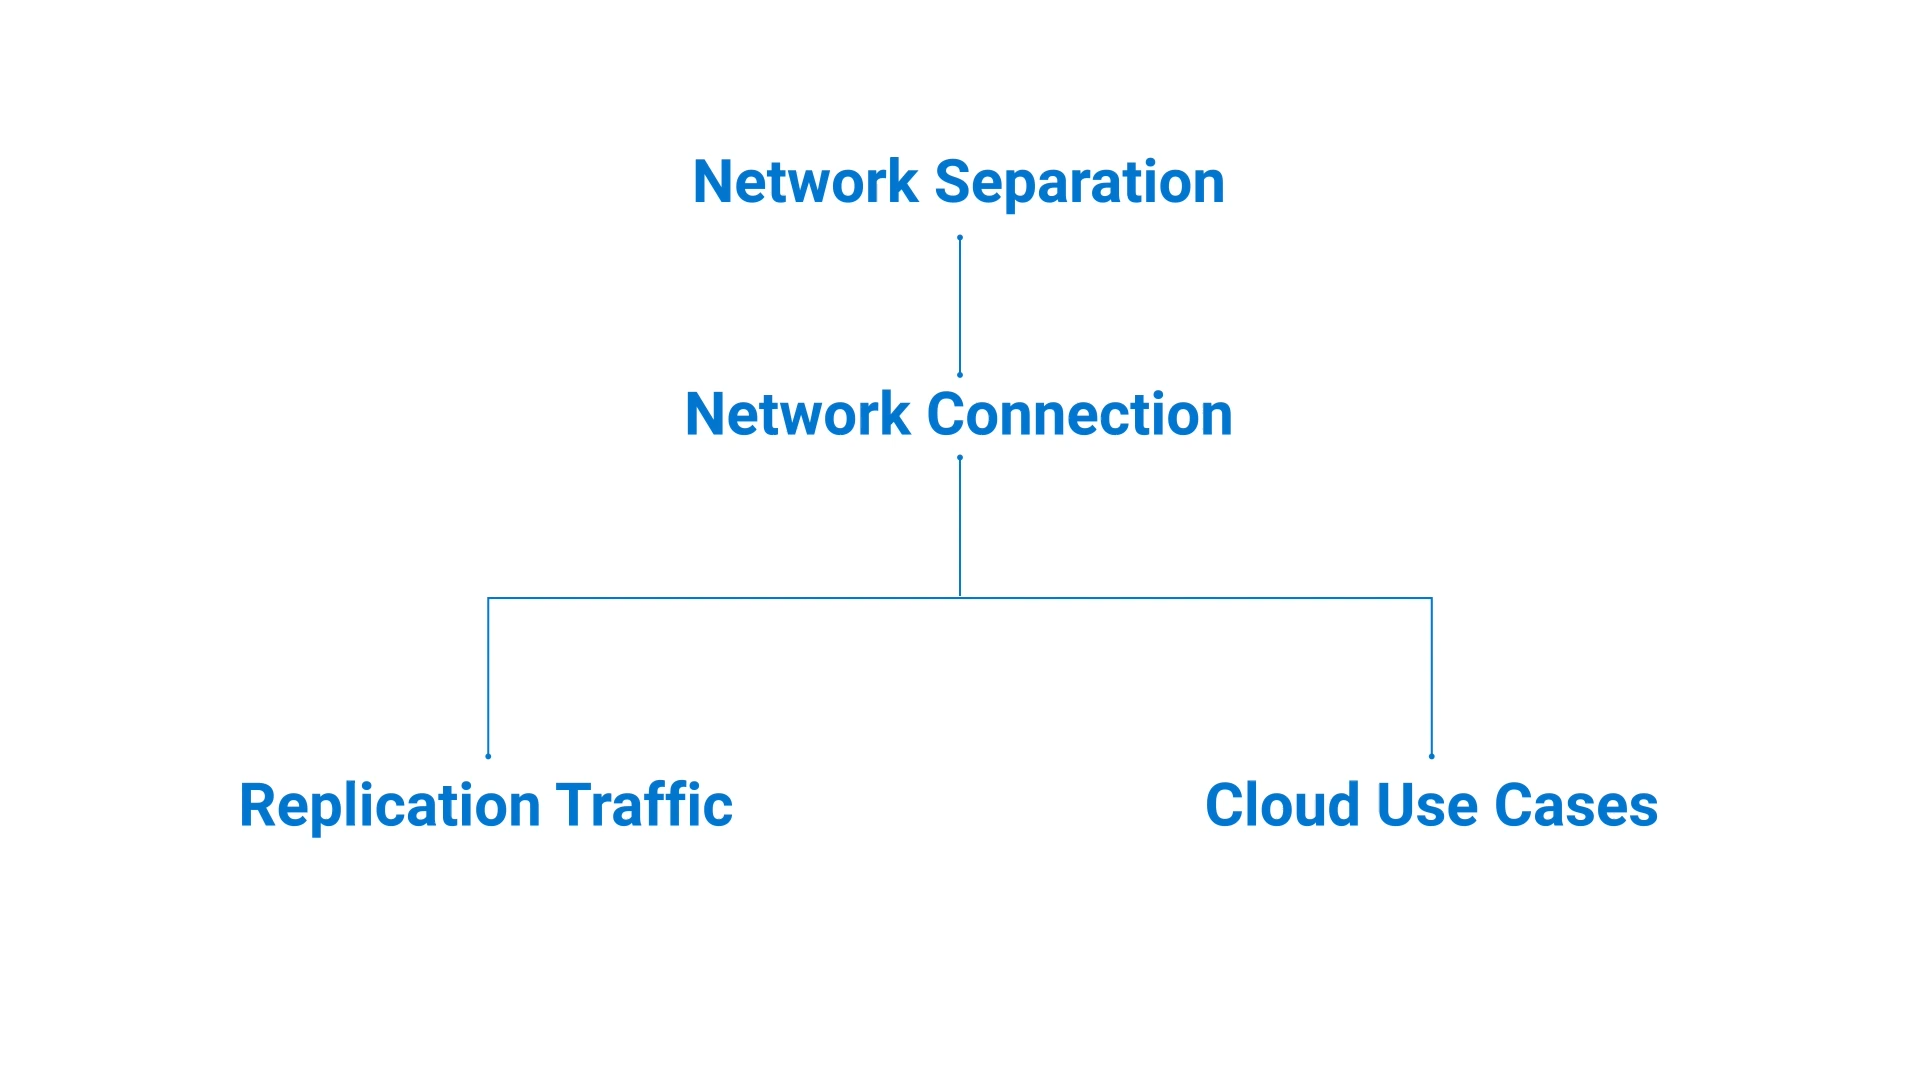 Network Separation
Network Connection
Replication Traffic
Cloud Use Cases